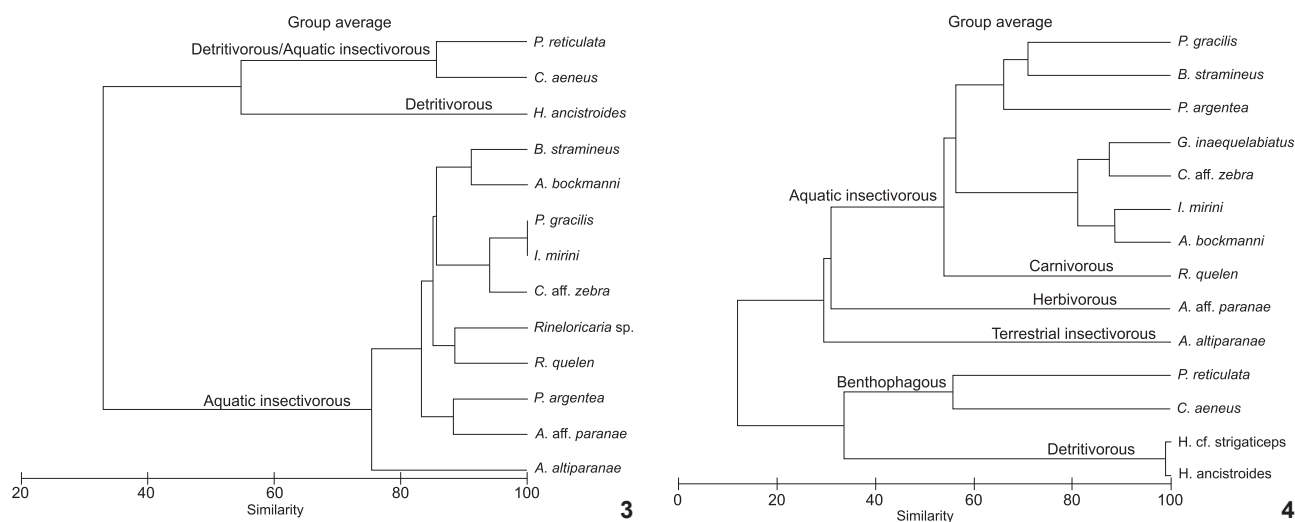 Group average
Detritivorous/Aquatic insectivorous
P. reticulata
C. aeneus
Detritivorous
H. ancistroides
B. stramineus
A. bockmanni
P. gracilis
I. mirini
C. aff. zebra
Rineloricaria sp.
R. quelen
Aquatic insectivorous
P. argentea
A. aff. paranae
A. altiparanae
20 40 60 80 100
Similarity
3
Group average
P. gracilis
B. stramineus
P. argentea
G. inaequelabiatus
C. aff. zebra
Aquatic insectivorous
I. mirini
A. bockmanni
Carnivorous
R. quelen
Herbivorous
A. aff. paranae
Terrestrial insectivorous
A. altiparanae
P. reticulata
Benthophagous
C. aeneus
H. cf. strigaticeps
Detritivorous
H. ancistroides
0 20 40 60 80 100
Similarity
4